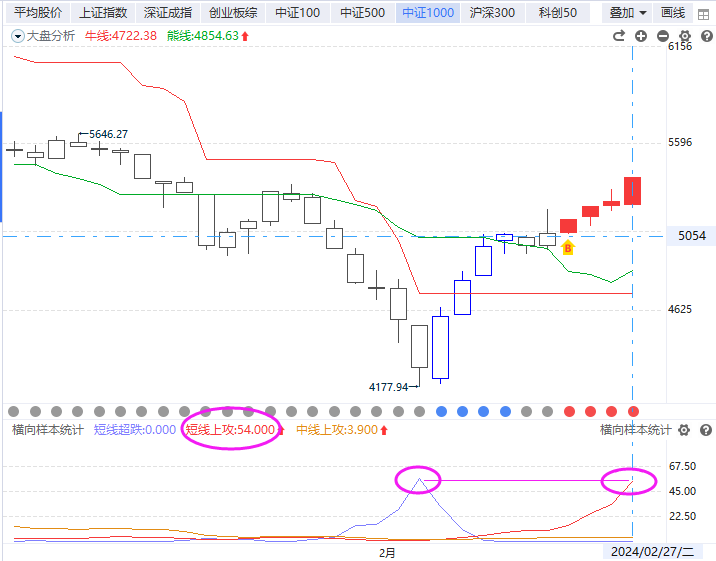 平均股价 上证指数 深证成指 创业板综 中证100 中证500 中证1000 沪深300 科创50 叠加 画线
大盘分析 牛线:4722.38 熊线:4854.63
6156
5646.27
5596
5054
B
4625
4177.94
横向样本统计 短线超跌:0.000 短线上攻:54.000 中线上攻:3.900 横向样本统计
67.50
45.00
22.50
2月 2024/02/27/二